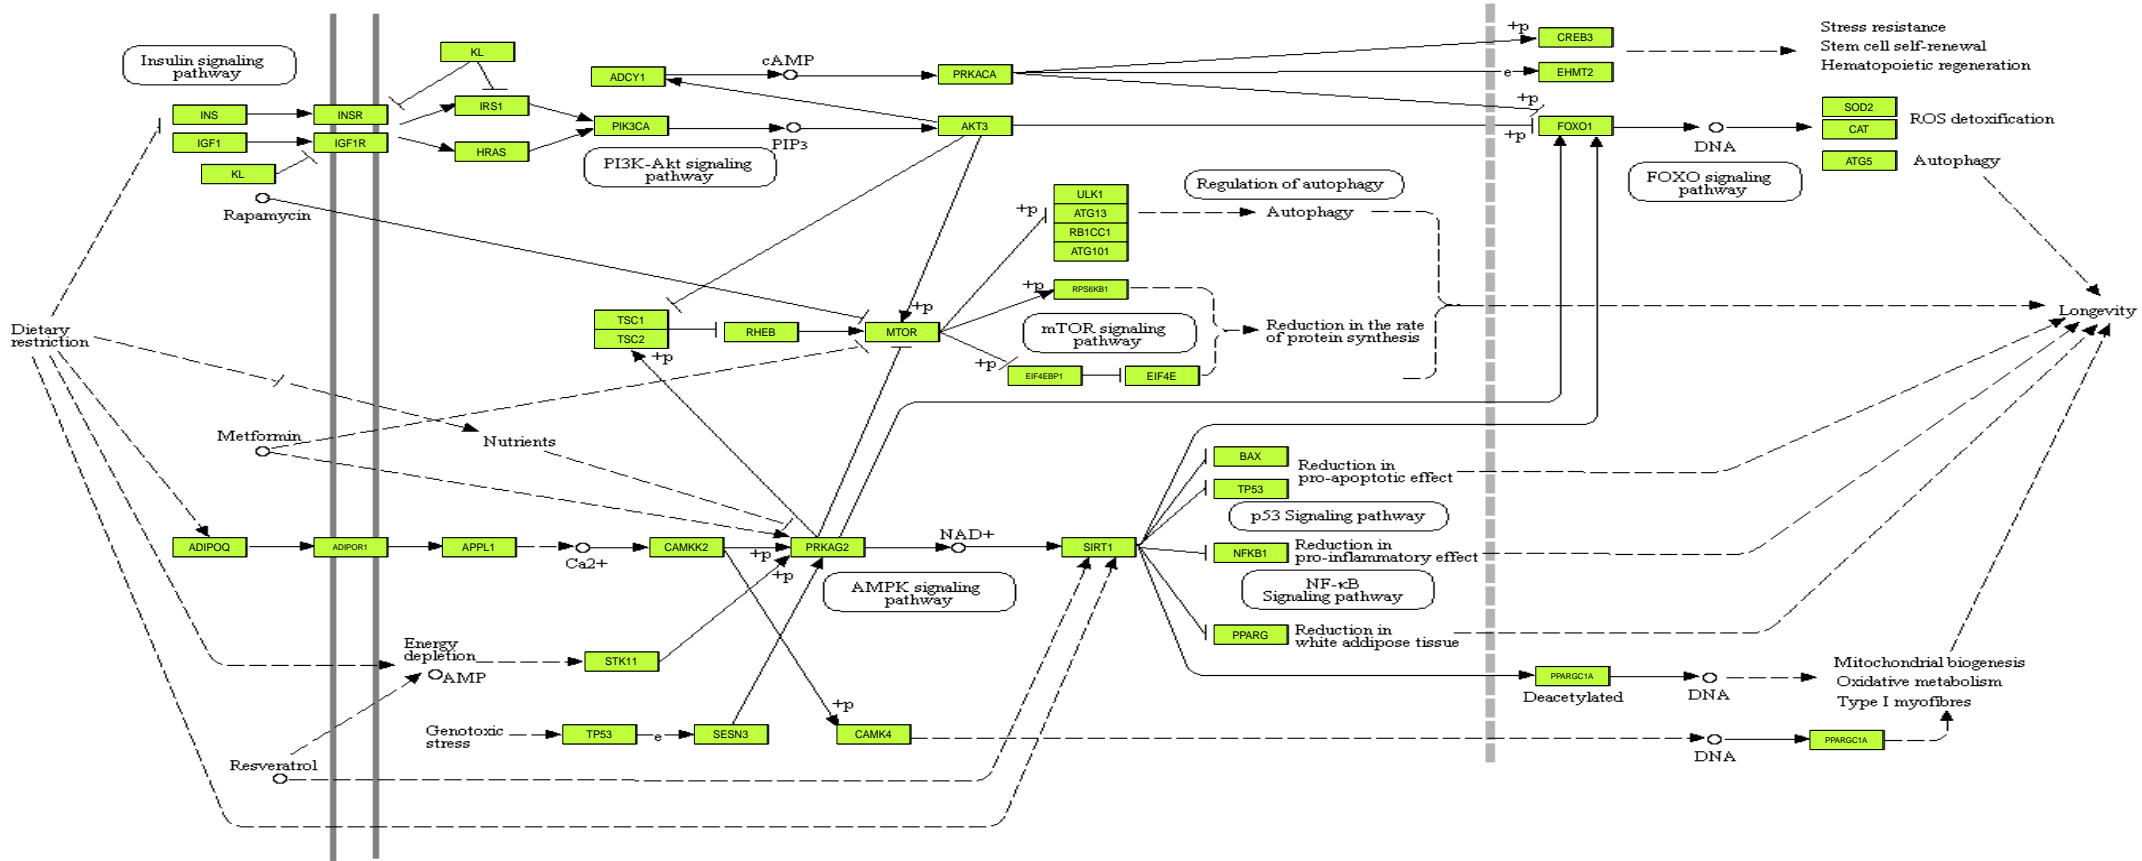 Insulin signaling
pathway
KL
INS
INSR
IRS1
IGF1
IGF1R
HRAS
KL
Rapamycin
ADCY1
cAMP
PRKACA
PIK3CA
PIP3
AKT3
PI3K-Akt signaling
pathway
+p
CREB3
e
EHMT2
+p
+p
FOXO1
DNA
Stress resistance
Stem cell self-renewal
Hematopoietic regeneration
SOD2
CAT
ROS detoxification
ATG5
Autophagy
FOXO signaling
pathway
Regulation of autophagy
+p
ULK1
ATG13
RB1CC1
ATG101
Autophagy
+p
RPS6KB1
mTOR signaling
pathway
Reduction in the rate
of protein synthesis
+p
EIF4EBP1
EIF4E
TSC1
TSC2
+p
RHEB
+p
MTOR
Longevity
Dietary
restriction
Metformin
Nutrients
ADIPOQ
ADIPOR1
APPL1
Ca2+
CAMKK2
+p
+p
PRKAG2
NAD+
SIRT1
AMPK signaling
pathway
BAX
Reduction in
pro-apoptotic effect
TP53
p53 Signaling pathway
NFKB1
Reduction in
pro-inflammatory effect
NF-κB
Signaling pathway
PPARG
Reduction in
white addipose tissue
Energy
depletion
AMP
STK11
Genotoxic
stress
TP53
e
SESN3
+p
CAMK4
Resveratrol
PPARGC1A
Deacetylated
DNA
Mitochondrial biogenesis
Oxidative metabolism
Type I myofibres
DNA
PPARGC1A